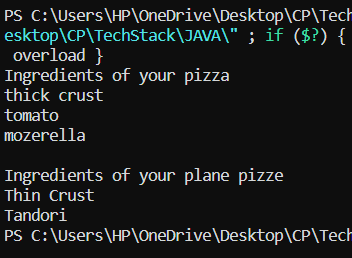 PS C:\Users\HP\OneDrive\Desktop\CP\Tech
esktop\CP\TechStack\JAVA\" ; if ($?) {
overload }
Ingredients of your pizza
thick crust
tomato
mozerella

Ingredients of your plane pizze
Thin Crust
Tandori
PS C:\Users\HP\OneDrive\Desktop\CP\Tech